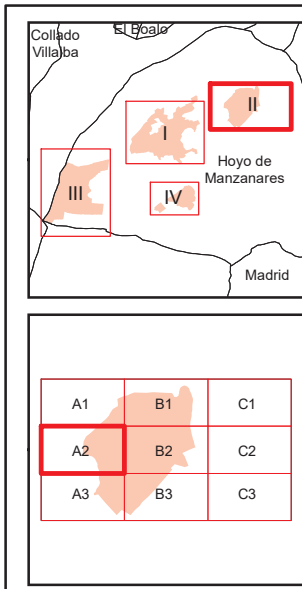 Collado
Villalba
El Boalo
I
II
III
IV
Hoyo de
Manzanares
Madrid
A1 B1 C1
A2 B2 C2
A3 B3 C3